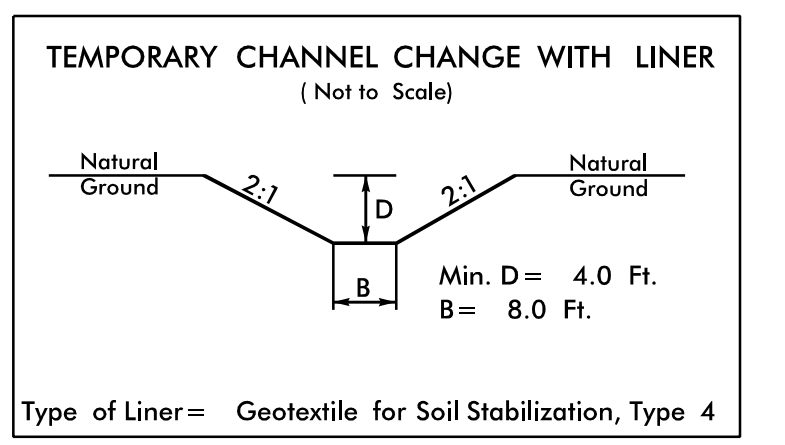 TEMPORARY CHANNEL CHANGE WITH LINER
( Not to Scale)
Natural
Ground
2:1
D
2:1
Natural
Ground
B
Min. D = 4.0 Ft.
B = 8.0 Ft.
Type of Liner = Geotextile for Soil Stabilization, Type 4